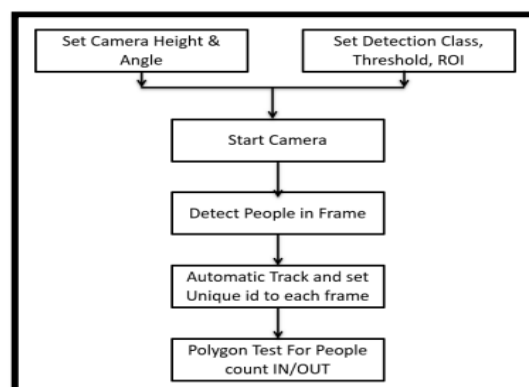 Set Camera Height &
Angle
Set Detection Class,
Threshold, ROI
Start Camera
Detect People in Frame
Automatic Track and set
Unique id to each frame
Polygon Test For People
count IN/OUT